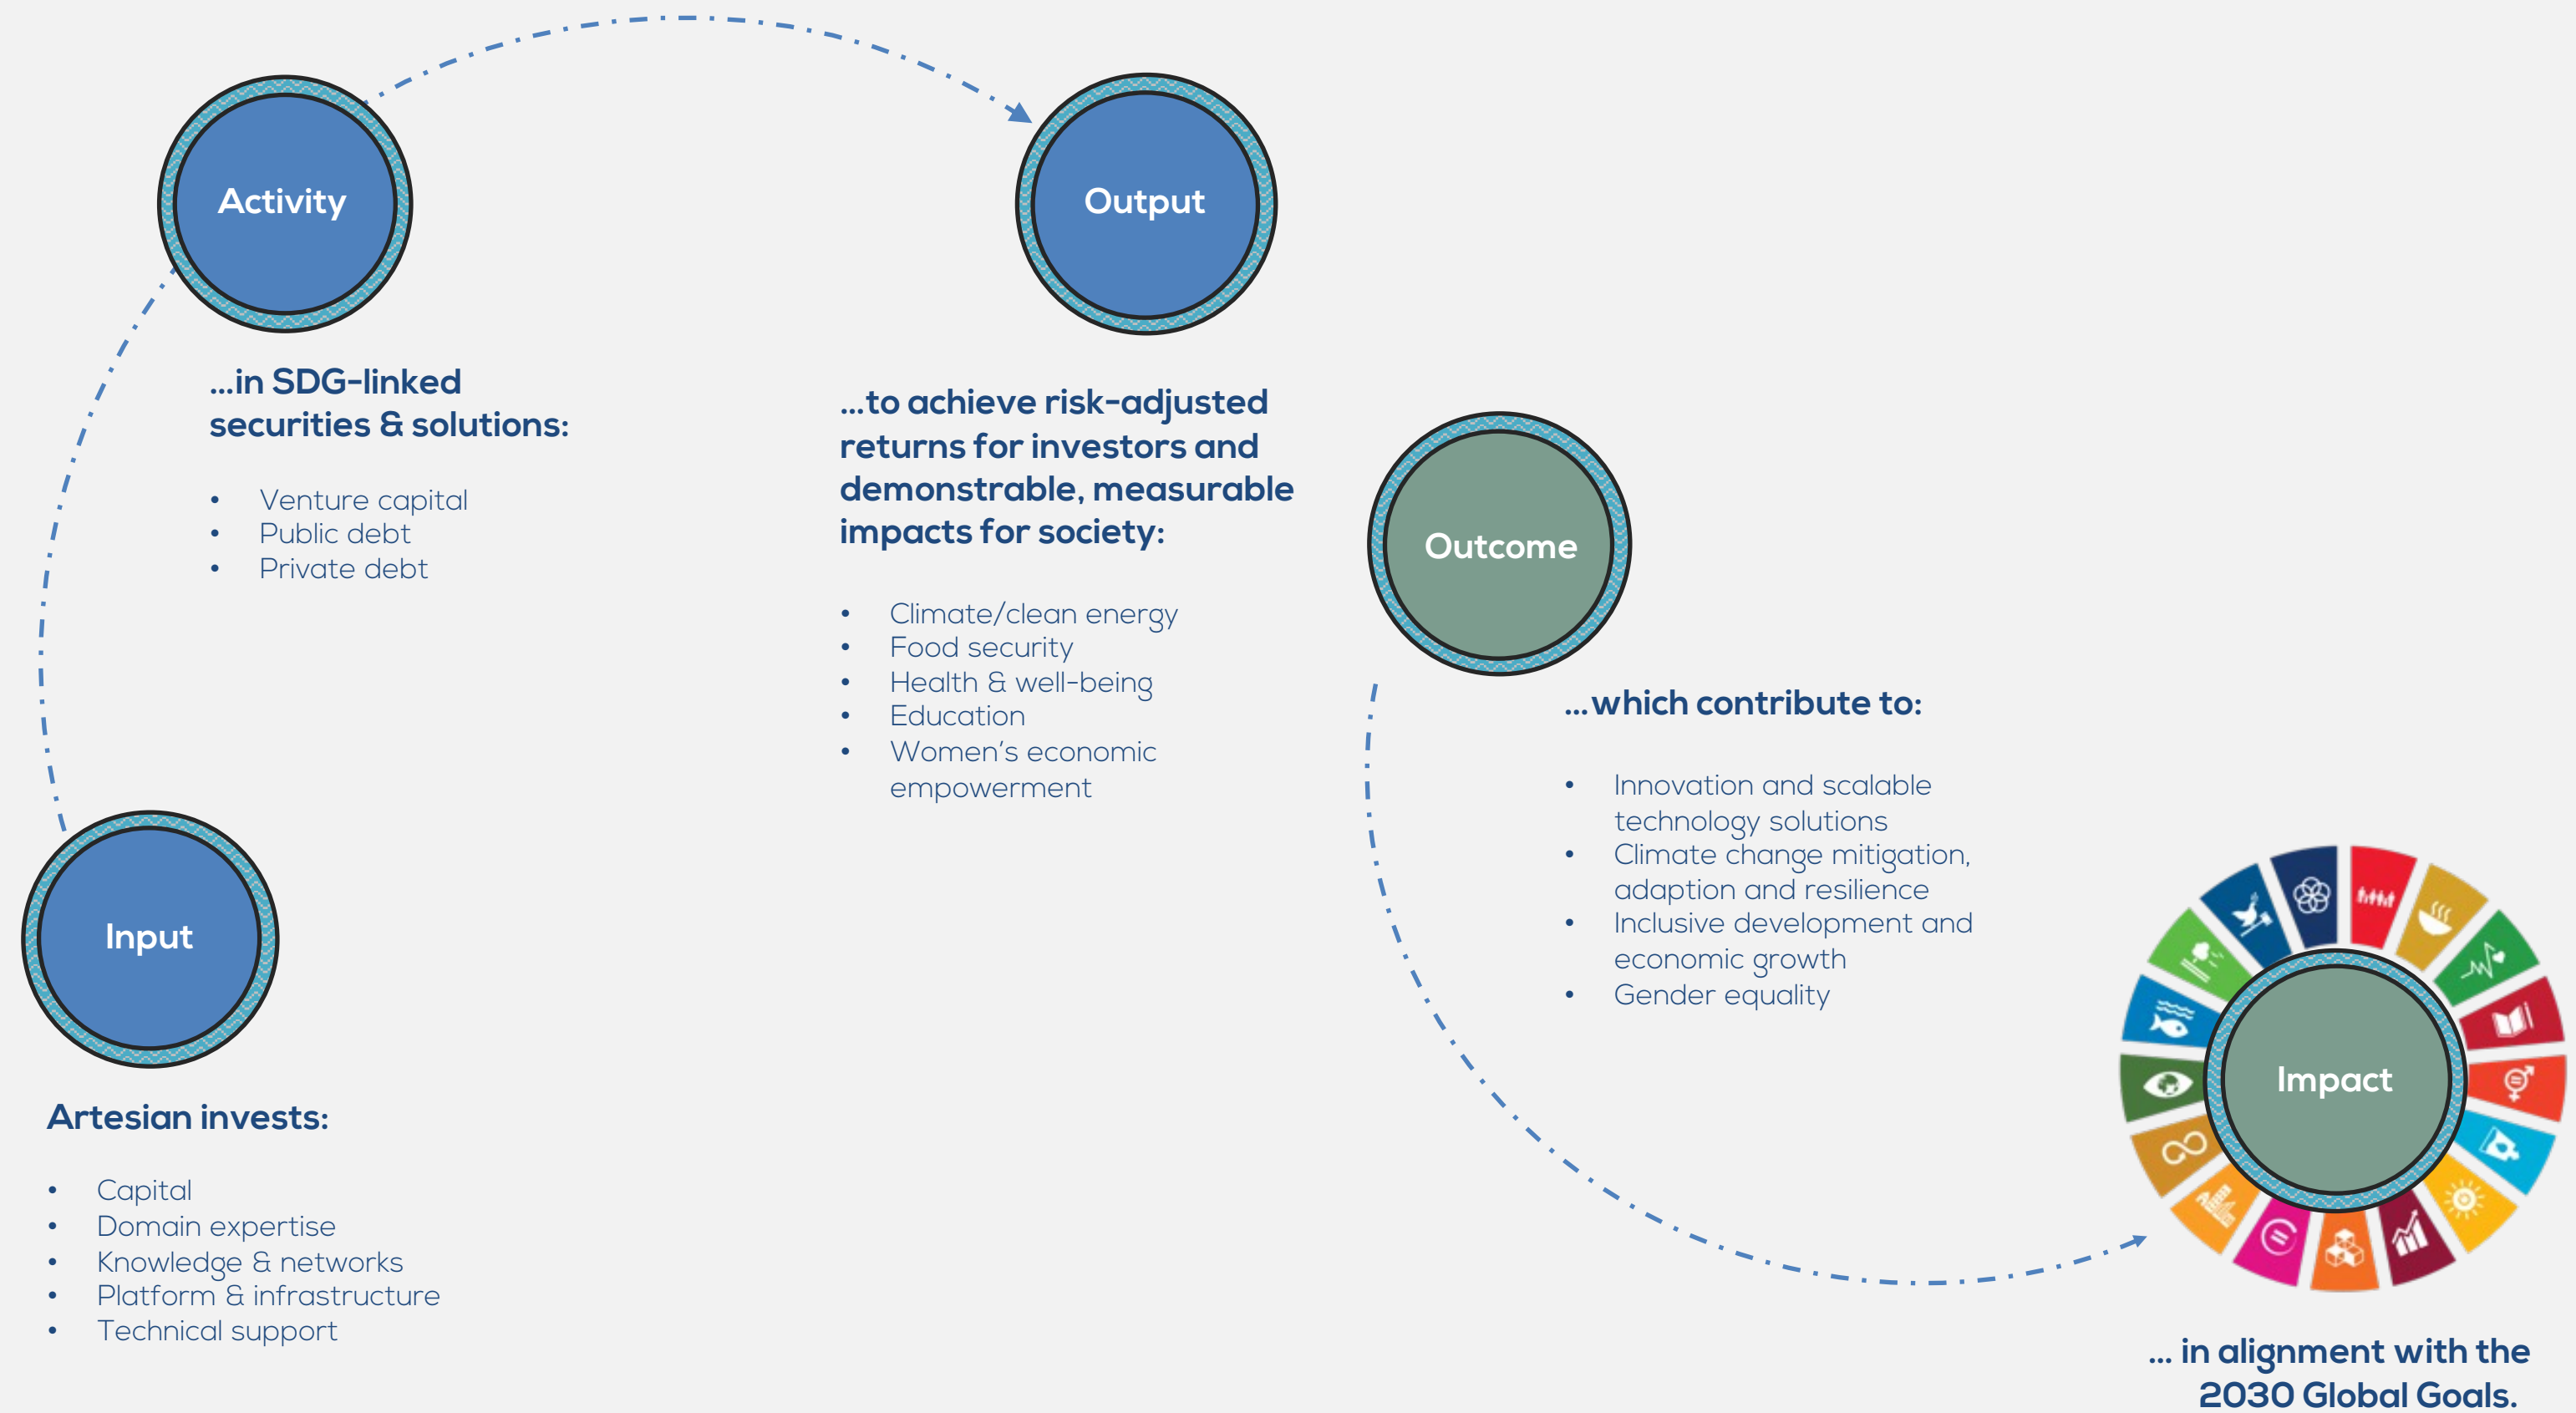 Input
Artesian invests:
• Capital
• Domain expertise
• Knowledge & networks
• Platform & infrastructure
• Technical support
Activity
...in SDG-linked
securities & solutions:
• Venture capital
• Public debt
• Private debt
Output
...to achieve risk-adjusted
returns for investors and
demonstrable, measurable
impacts for society:
• Climate/clean energy
• Food security
• Health & well-being
• Education
• Women's economic
empowerment
Outcome
...which contribute to:
• Innovation and scalable
technology solutions
• Climate change mitigation,
adaption and resilience
• Inclusive development and
economic growth
• Gender equality
Impact
... in alignment with the
2030 Global Goals.